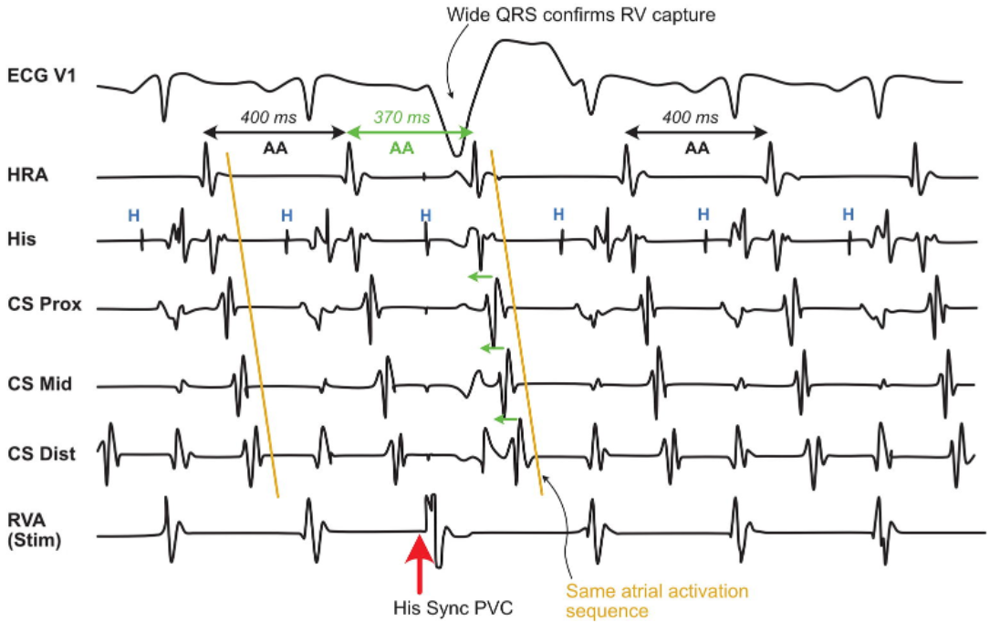 Wide QRS confirms RV capture
ECG V1
400 ms
370 ms
400 ms
AA
AA
AA
HRA
H
H
H
H
H
H
His
CS Prox
CS Mid
CS Dist
RVA
(Stim)
His Sync PVC
Same atrial activation
sequence